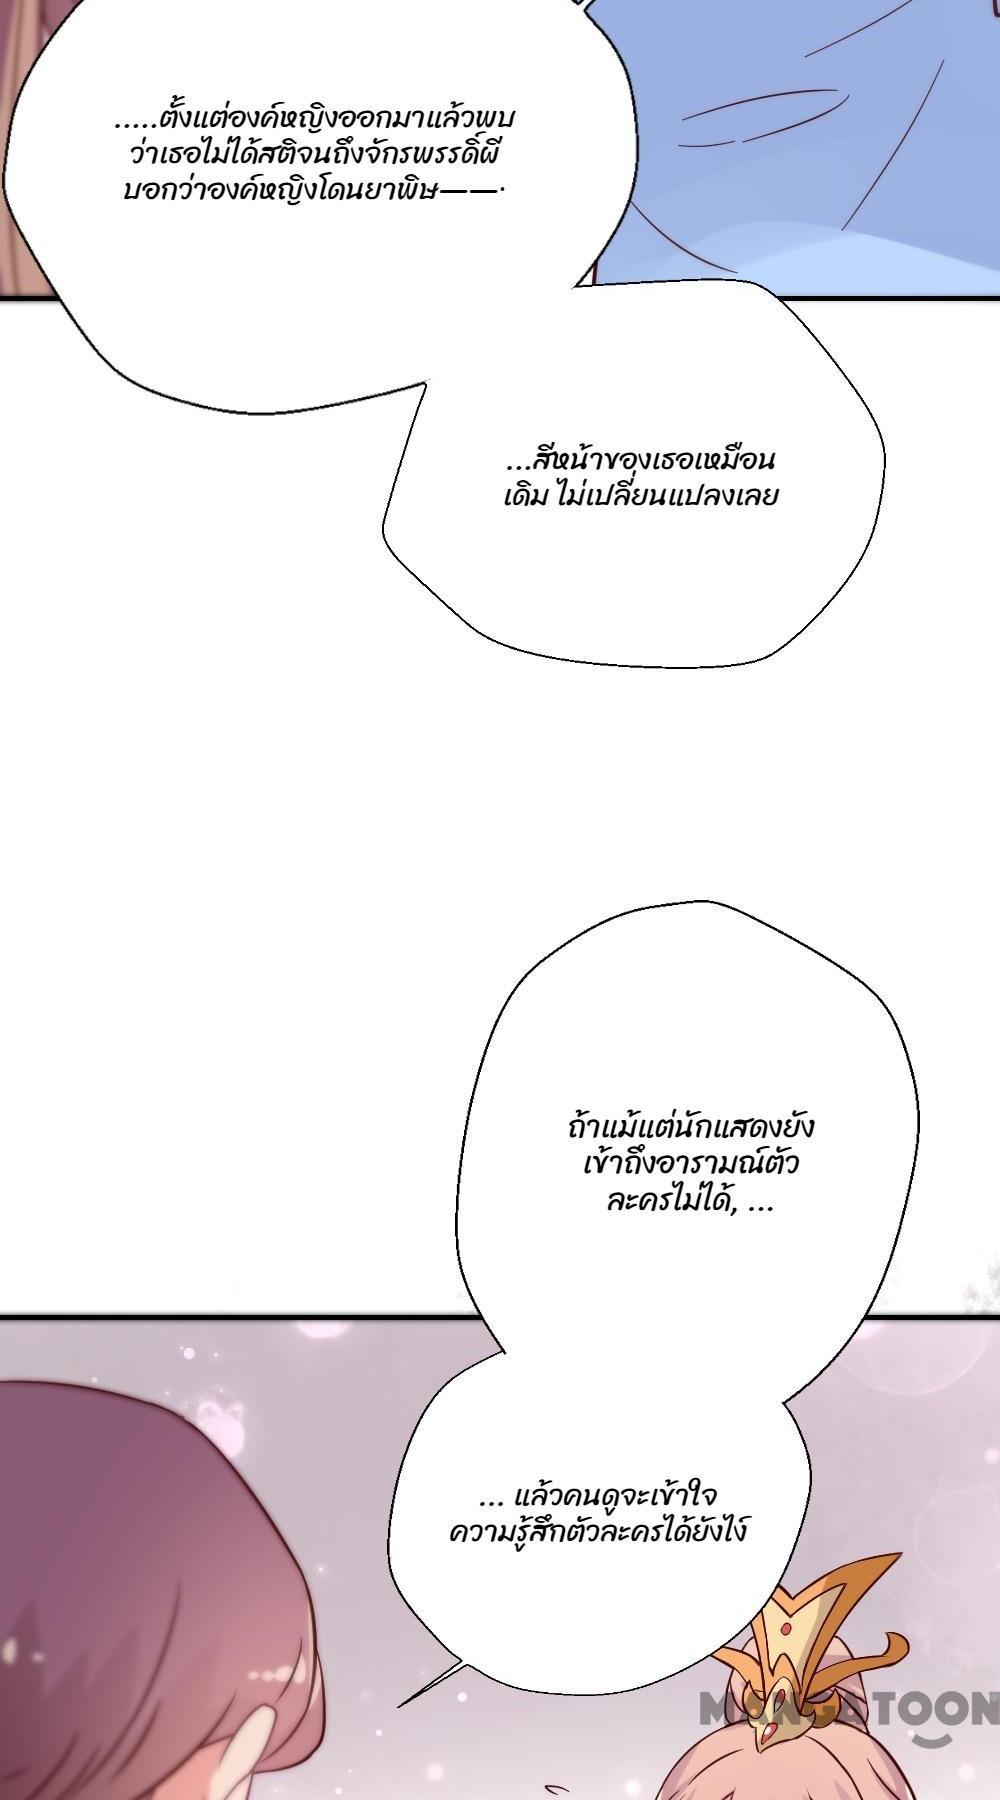 .....ตั้งแต่องค์หญิงออกมาแล้วพบ
ว่าเธอไม่ได้สติจนถึงจักรพรรดิ์ผี
บอกว่าองค์หญิงโดนยาพิษ——·
...สีหน้าของเธอเหมือน
เดิม ไม่เปลี่ยนแปลงเลย
ถ้าแม้แต่นักแสดงยัง
เข้าถึงอารามณ์ตัว
ละครไม่ได้, ...
... แล้วคนดูจะเข้าใจ
ความรู้สึกตัวละครได้ยังไง้
MANGATOON